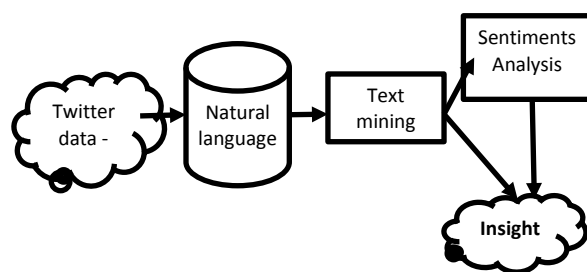 Twitter
data -
Natural
language
Text
mining
Sentiments
Analysis
Insight